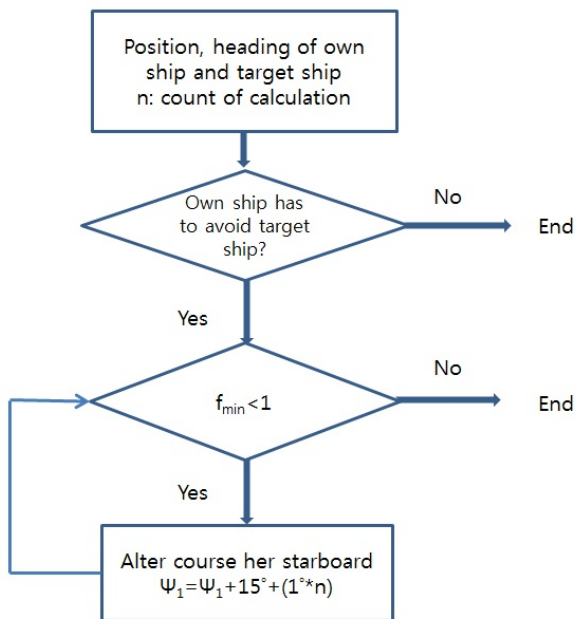 Position, heading of own
ship and target ship
n: count of calculation
Own ship has
to avoid target
ship?
No
End
Yes
f_min<1
No
End
Yes
Alter course her starboard
Ψ₁=Ψ₁+15°+(1°*n)